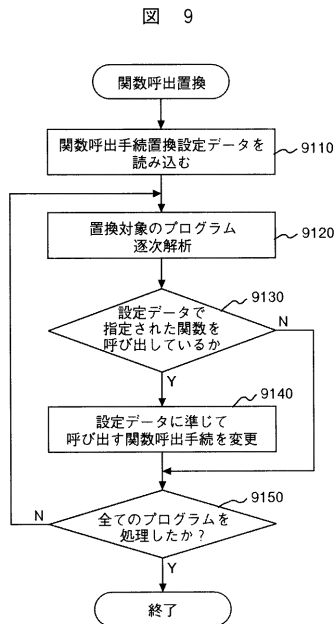 図 9
関数呼出置換
関数呼出手続置換設定データを
読み込む
9110
置換対象のプログラム
逐次解析
9120
設定データで
指定された関数を
呼び出しているか
9130
N
Y
設定データに準じて
呼び出す関数呼出手続を変更
9140
全てのプログラムを
処理したか？
9150
N
Y
終了